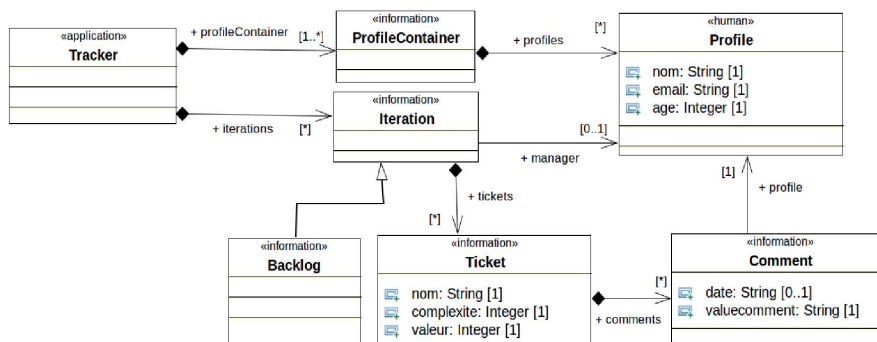 «application»
Tracker
+ profileContainer
[1..*]
«information»
ProfileContainer
+ profiles
[*]
«human»
Profile
nom: String [1]
email: String [1]
age: Integer [1]
+ iterations
[*]
«information»
Iteration
[0..1]
+ manager
+ tickets
[*]
[1]
+ profile
«information»
Backlog
«information»
Ticket
nom: String [1]
complexite: Integer [1]
valeur: Integer [1]
[*]
+ comments
«information»
Comment
date: String [0..1]
valuecomment: String [1]